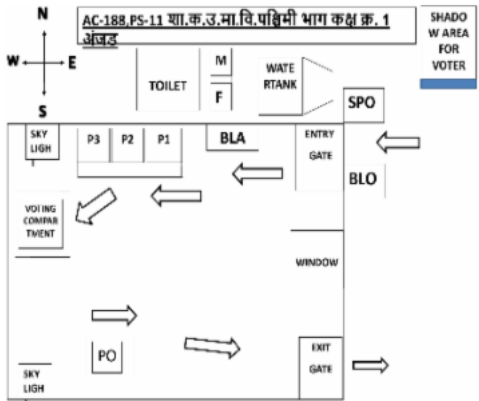 N
AC-188,PS-11 शा.क.उ.मा.वि.पश्चिमी भाग कक्ष क्र. 1
अंजड़
SHADO
W AREA
FOR
VOTER
W
E
S
TOILET
M
F
WATE
RTANK
SPO
SKY
LIGH
P3
P2
P1
BLA
ENTRY
GATE
BLO
VOTING
COMPAR
TMENT
WINDOW
PO
EXIT
GATE
SKY
LIGH